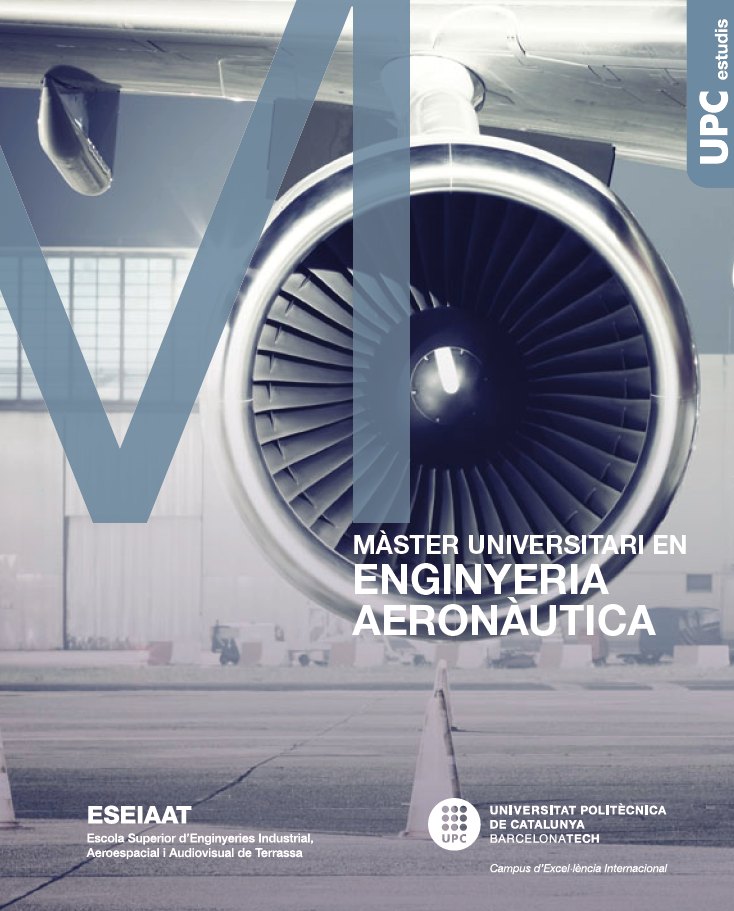 UPC estudis
MÀSTER UNIVERSITARI EN
ENGINYERIA
AERONÀUTICA
ESEIAAT
Escola Superior d'Enginyeries Industrial,
Aeroespacial i Audiovisual de Terrassa
UPC
UNIVERSITAT POLITÈCNICA
DE CATALUNYA
BARCELONATECH
Campus d'Excel·lència Internacional